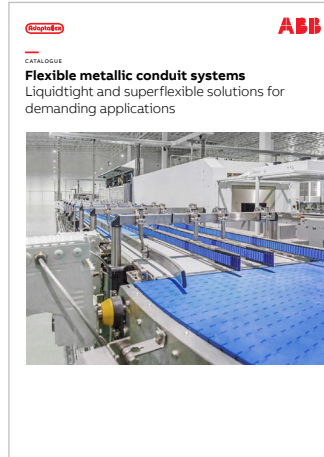 Adaptaflex
ABB
CATALOGUE
Flexible metallic conduit systems
Liquidtight and superflexible solutions for
demanding applications